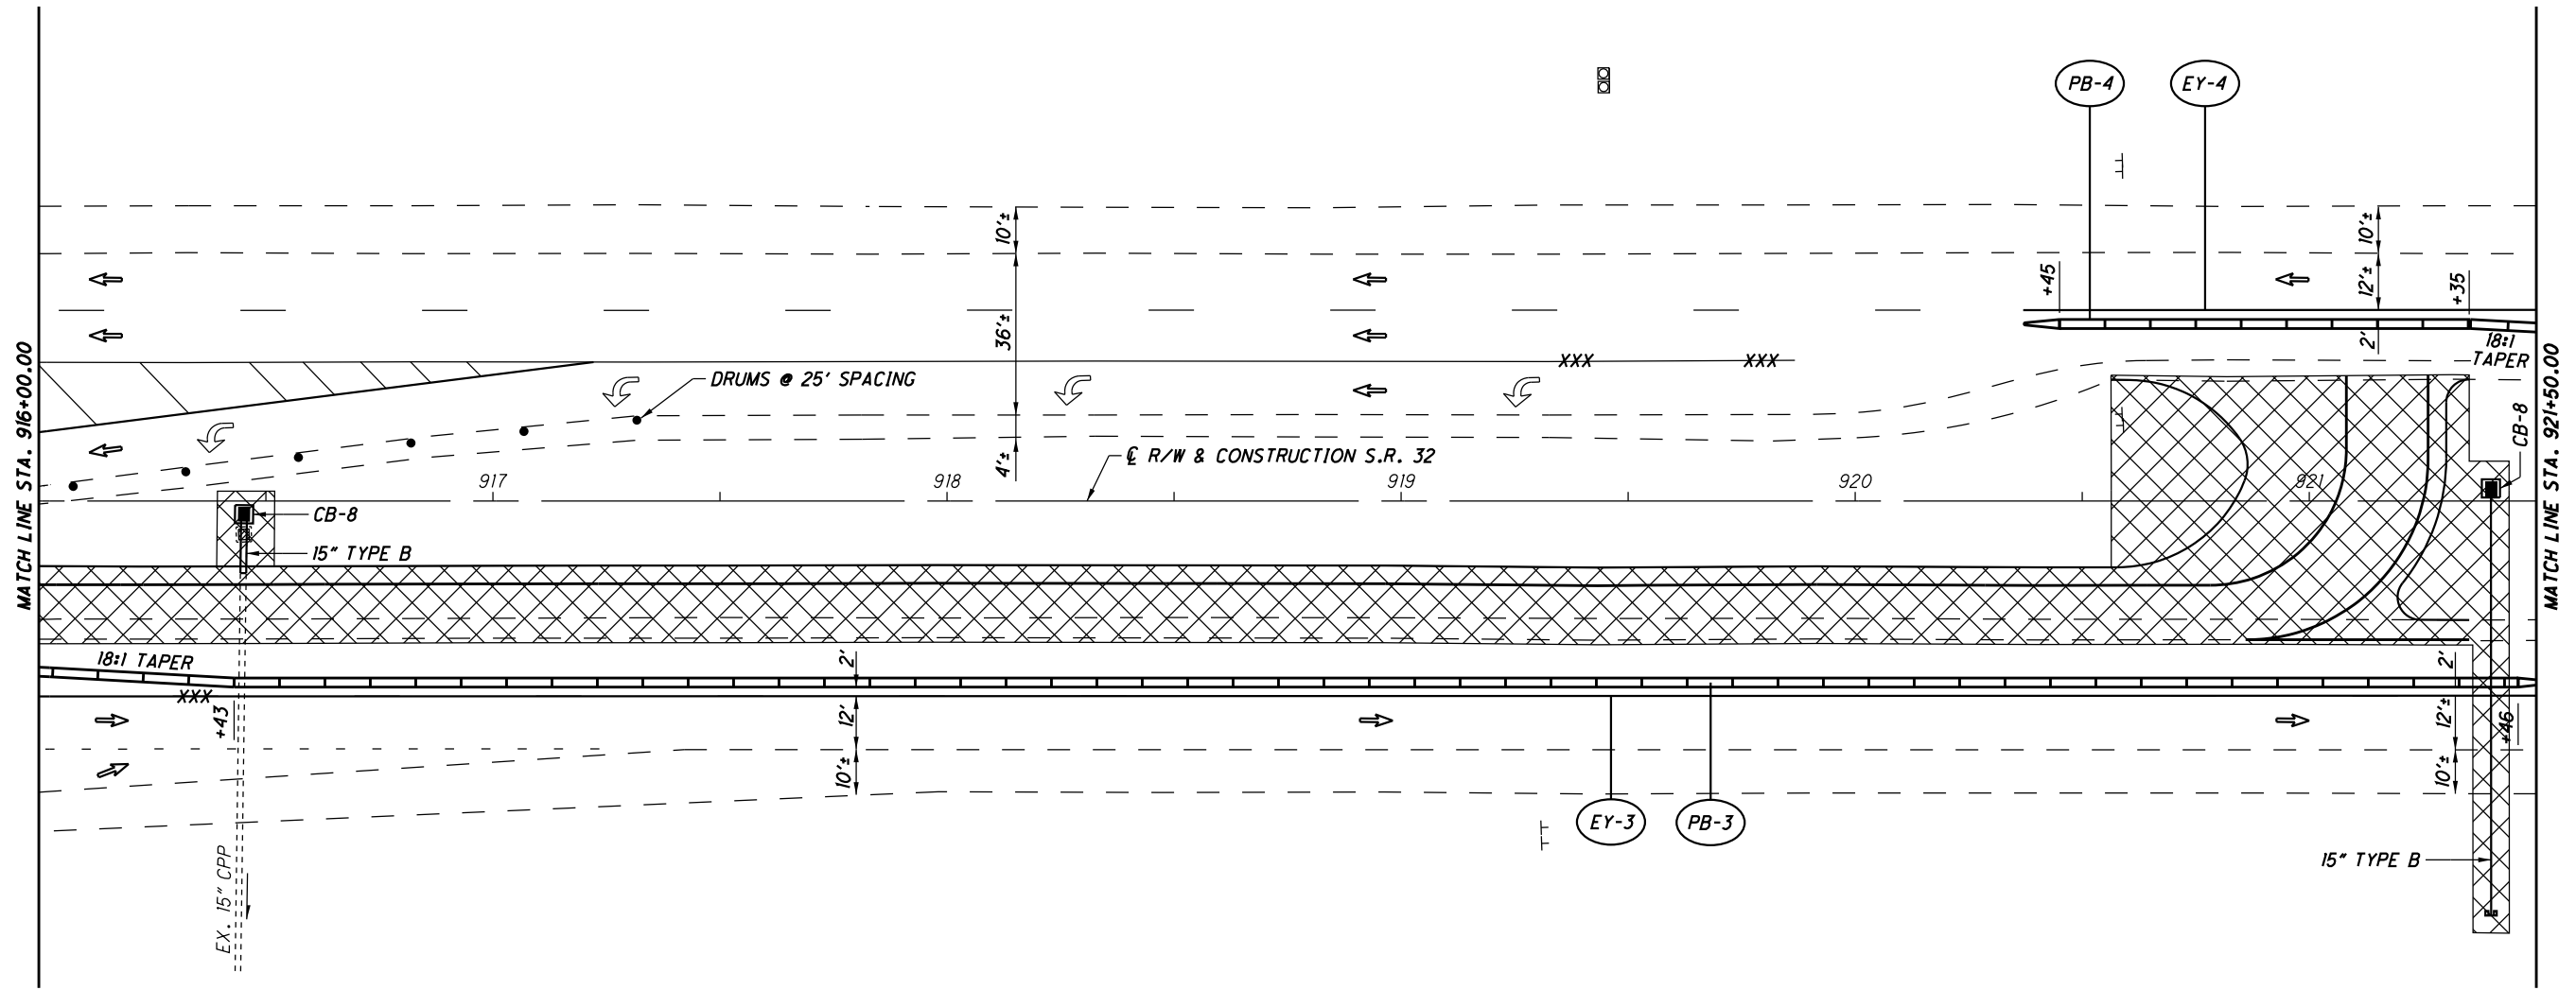 MATCH LINE STA. 916+00.00
PB-4
EY-4
10'±
36'±
4'±
+45
10'±
12'±
2'
+35
18:1
TAPER
XXX
XXX
DRUMS @ 25' SPACING
℄ R/W & CONSTRUCTION S.R. 32
917
918
919
920
921
CB-8
CB-8
15" TYPE B
18:1 TAPER
XXX
+43
2'
12'
10'±
EY-3
PB-3
2'
12'±
10'±
+46
EX. 15" CPP
15" TYPE B
MATCH LINE STA. 921+50.00